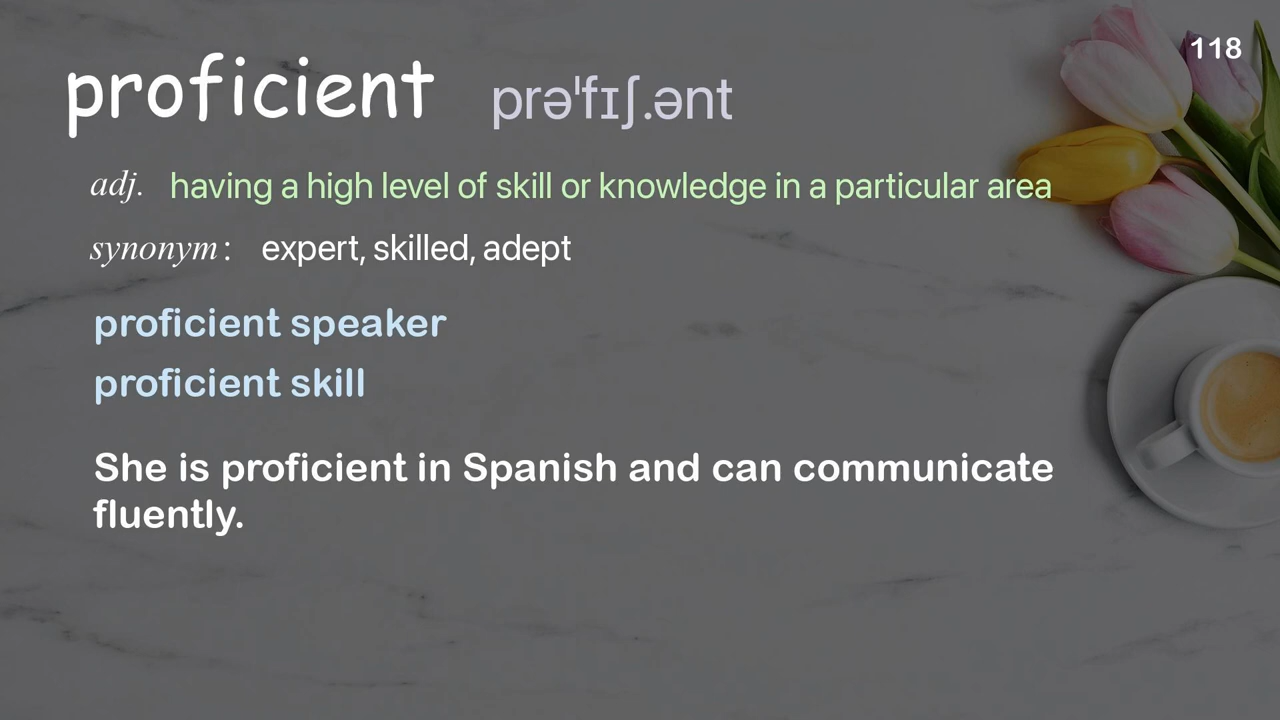 118
proficient prəˈfɪʃ.ənt
adj. having a high level of skill or knowledge in a particular area
synonym: expert, skilled, adept
proficient speaker
proficient skill
She is proficient in Spanish and can communicate
fluently.